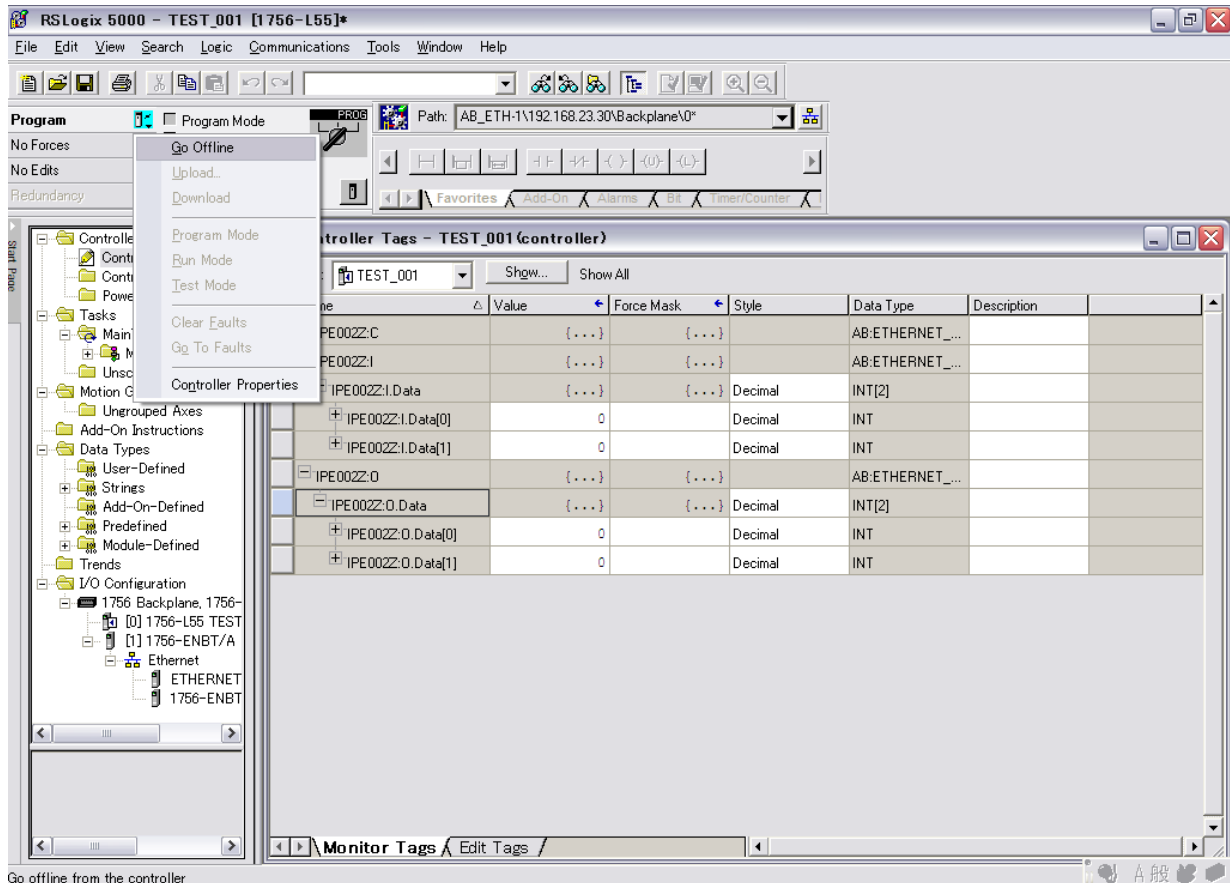 RSLogix 5000 - TEST_001 [1756-L55]*
File Edit View Search Logic Communications Tools Window Help
Program Program Mode PROG Path: AB_ETH-1\192.168.23.30\Backplane\0*
No Forces
No Edits
Redundancy
Favorites Add-On Alarms Bit Timer/Counter
Go Offline
Upload...
Download
Program Mode
Run Mode
Test Mode
Clear Faults
Go To Faults
Controller Properties
Start Page
Controlle
Cont
Cont
Powe
Tasks
Main
M
Unsc
Motion G
Ungrouped Axes
Add-On Instructions
Data Types
User-Defined
Strings
Add-On-Defined
Predefined
Module-Defined
Trends
I/O Configuration
1756 Backplane, 1756-
[0] 1756-L55 TEST
[1] 1756-ENBT/A
Ethernet
ETHERNET
1756-ENBT
troller Tags - TEST_001(controller)
: TEST_001 Show... Show All
me Value Force Mask Style Data Type Description
IPE002Z:C {...} {...} AB:ETHERNET_...
IPE002Z:I {...} {...} AB:ETHERNET_...
IPE002Z:I.Data {...} {...} Decimal INT[2]
IPE002Z:I.Data[0] 0 Decimal INT
IPE002Z:I.Data[1] 0 Decimal INT
IPE002Z:O {...} {...} AB:ETHERNET_...
IPE002Z:O.Data {...} {...} Decimal INT[2]
IPE002Z:O.Data[0] 0 Decimal INT
IPE002Z:O.Data[1] 0 Decimal INT
Monitor Tags Edit Tags
Go offline from the controller
A 般